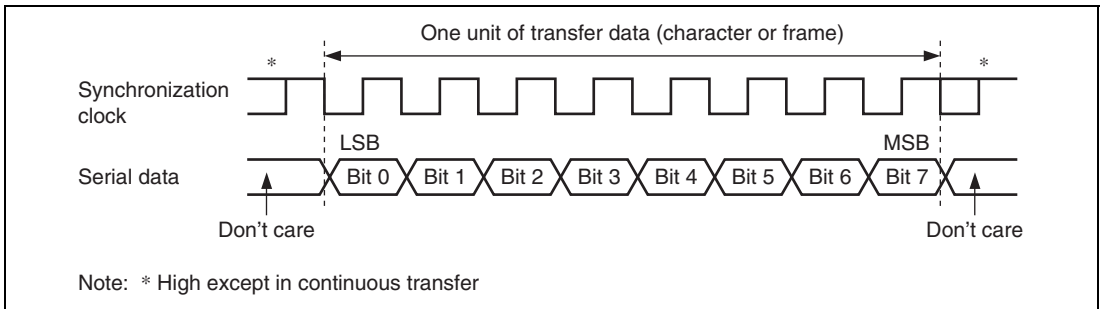 One unit of transfer data (character or frame)
* *
Synchronization
clock
LSB MSB
Serial data Bit 0 Bit 1 Bit 2 Bit 3 Bit 4 Bit 5 Bit 6 Bit 7
Don't care Don't care
Note: * High except in continuous transfer